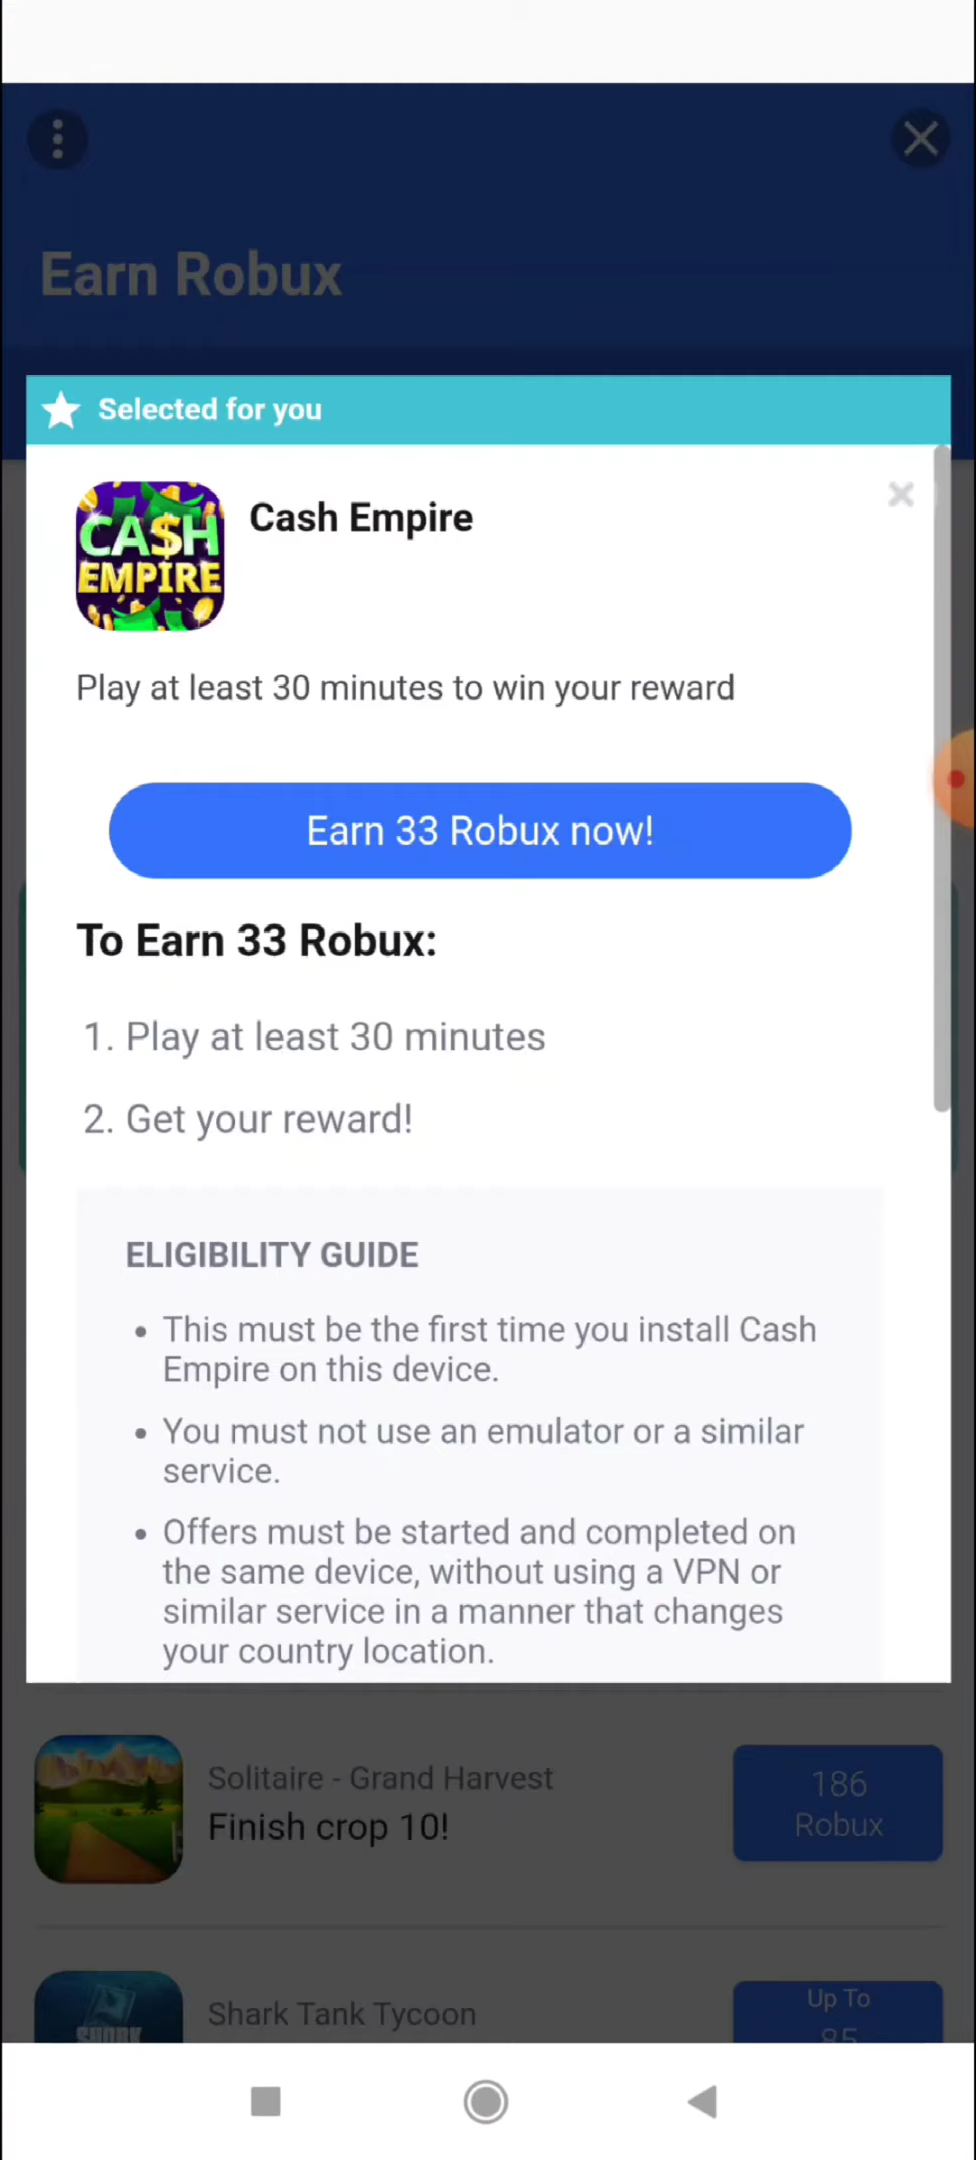 Earn Robux
Selected for you
CA$H
EMPIRE
Cash Empire
Play at least 30 minutes to win your reward
Earn 33 Robux now!
To Earn 33 Robux:
1. Play at least 30 minutes
2. Get your reward!
ELIGIBILITY GUIDE
• This must be the first time you install Cash
Empire on this device.
• You must not use an emulator or a similar
service.
• Offers must be started and completed on
the same device, without using a VPN or
similar service in a manner that changes
your country location.
Solitaire - Grand Harvest
Finish crop 10!
186
Robux
Shark Tank Tycoon
SHARK
Up To
85